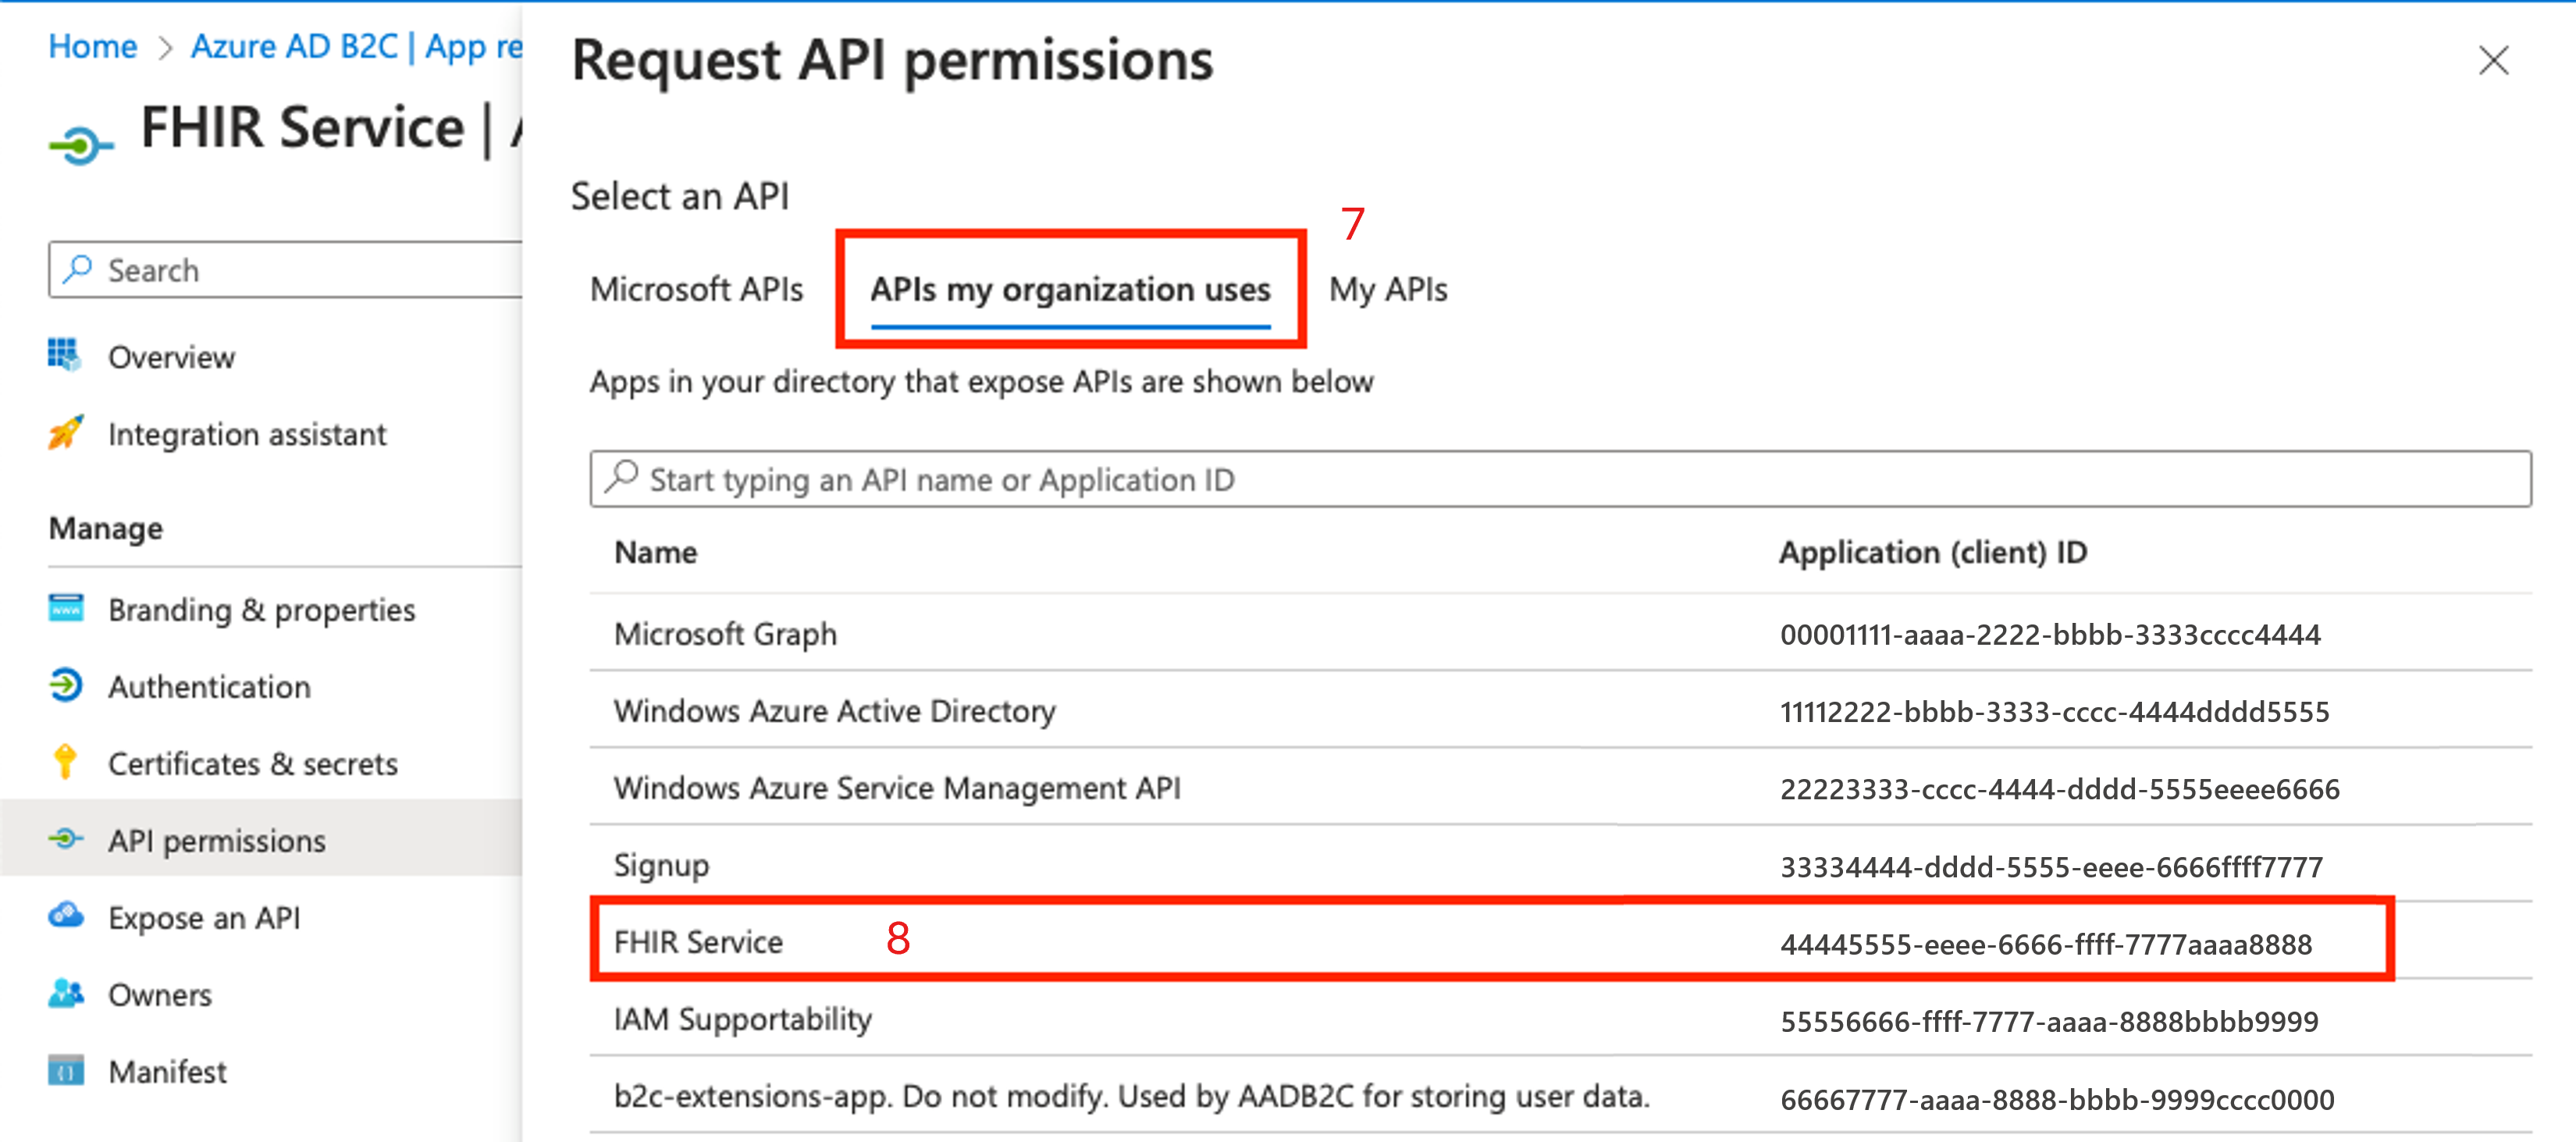 Home > Azure AD B2C | App re
FHIR Service |
Search
Overview
Integration assistant
Manage
Branding & properties
Authentication
Certificates & secrets
API permissions
Expose an API
Owners
Manifest
Request API permissions
Select an API
7
Microsoft APIs APIs my organization uses My APIs
Apps in your directory that expose APIs are shown below
Start typing an API name or Application ID
Name Application (client) ID
Microsoft Graph 00001111-aaaa-2222-bbbb-3333cccc4444
Windows Azure Active Directory 11112222-bbbb-3333-cccc-4444dddd5555
Windows Azure Service Management API 22223333-cccc-4444-dddd-5555eeee6666
Signup 33334444-dddd-5555-eeee-6666ffff7777
FHIR Service 8 44445555-eeee-6666-ffff-7777aaaa8888
IAM Supportability 55556666-ffff-7777-aaaa-8888bbbb9999
b2c-extensions-app. Do not modify. Used by AADB2C for storing user data. 66667777-aaaa-8888-bbbb-9999cccc0000